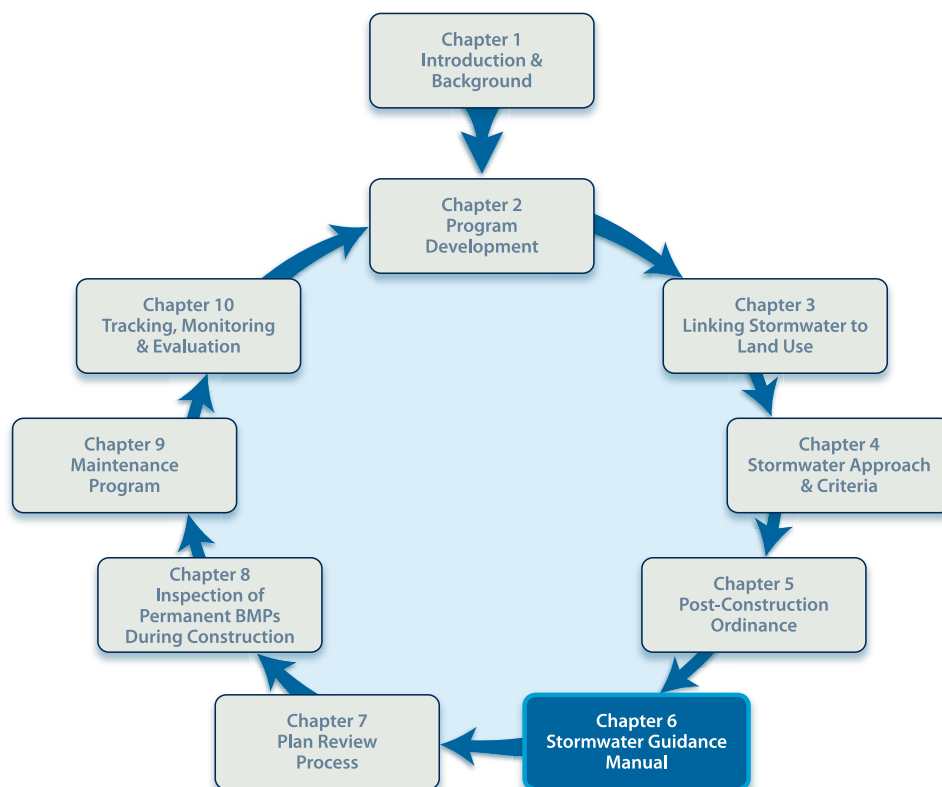 Chapter 1
Introduction &
Background
Chapter 2
Program
Development
Chapter 3
Linking Stormwater to
Land Use
Chapter 4
Stormwater Approach
& Criteria
Chapter 5
Post-Construction
Ordinance
Chapter 6
Stormwater Guidance
Manual
Chapter 7
Plan Review
Process
Chapter 8
Inspection of
Permanent BMPs
During Construction
Chapter 9
Maintenance
Program
Chapter 10
Tracking, Monitoring
& Evaluation